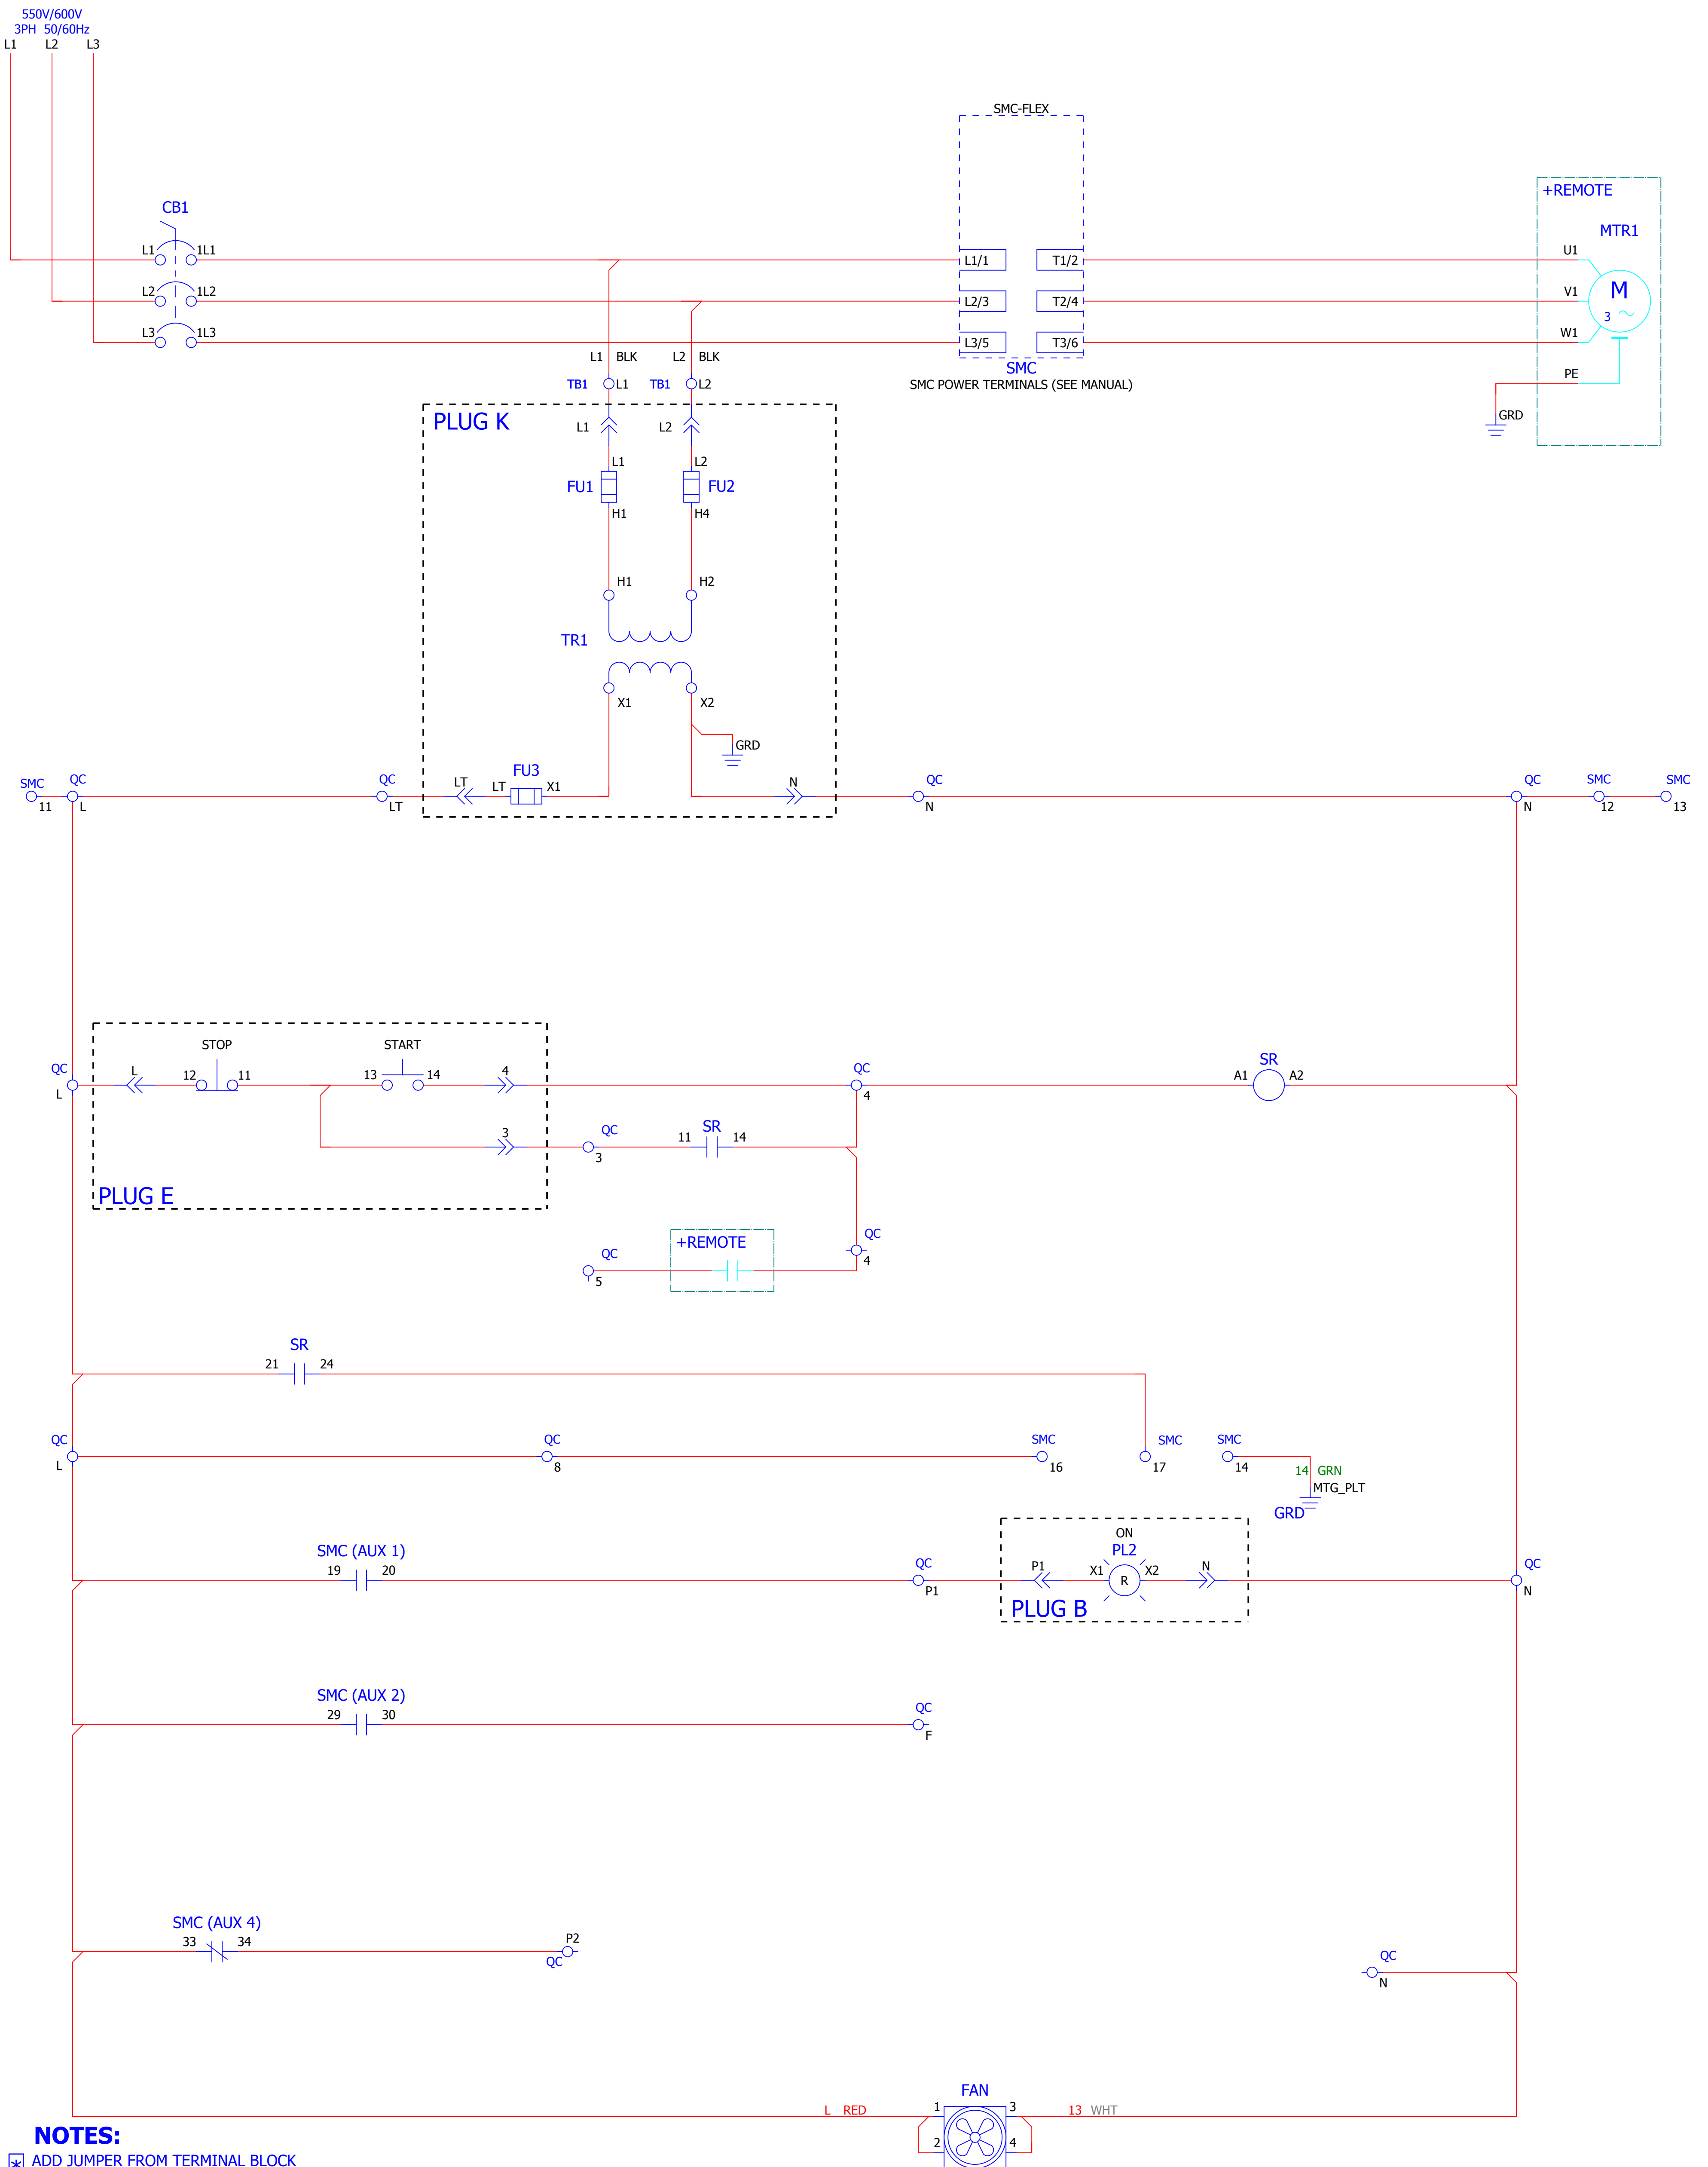 550V/600V
3PH 50/60Hz
L1 L2 L3
SMC-FLEX
+REMOTE
CB1
MTR1
L1 1L1
L1/1 T1/2
U1
L2 1L2
L2/3 T2/4
V1
M
3
L3 1L3
L3/5 T3/6
W1
L1 BLK L2 BLK
SMC
TB1 L1 TB1 L2
SMC POWER TERMINALS (SEE MANUAL)
PE
GRD
PLUG K
L1 L2
L1 L2
FU1 FU2
H1 H4
H1 H2
TR1
X1 X2
GRD
SMC QC QC LT LT FU3 X1 N QC QC SMC SMC
11 L LT N N 12 13
STOP START
QC L 12 11 13 14 4 QC SR
L 4 A1 A2
3 QC 11 SR 14
3
PLUG E
+REMOTE
QC QC
5 4
SR
21 24
QC QC SMC SMC SMC
L 8 16 17 14
14 GRN
MTG_PLT
GRD
ON
SMC (AUX 1) PL2
19 20 QC P1 X1 R X2 N QC
P1 N
PLUG B
SMC (AUX 2)
29 30 QC
F
SMC (AUX 4)
33 34 P2
QC
QC
N
FAN
L RED 1 3 13 WHT
2 4
NOTES:
* ADD JUMPER FROM TERMINAL BLOCK